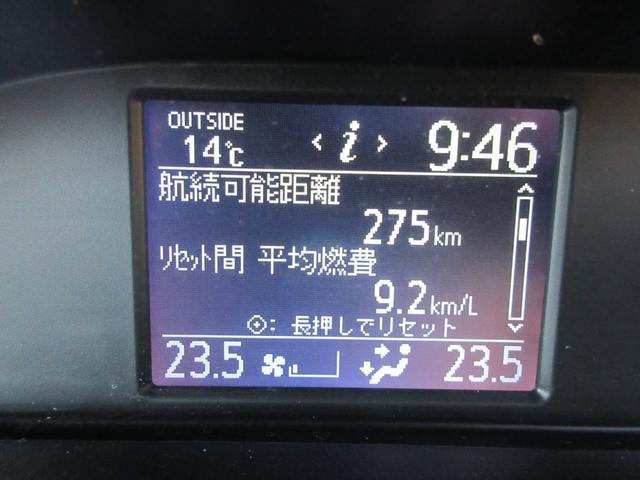 OUTSIDE
14℃
< i >
9:46
航続可能距離
275km
リセット間 平均燃費
9.2km/L
⊙: 長押しでリセット
23.5
23.5